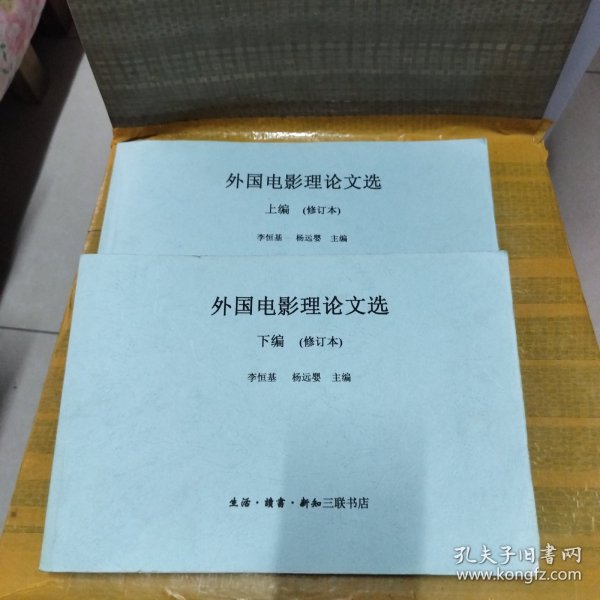 外国电影理论文选
上编 (修订本)
李恒基 杨远婴 主编
外国电影理论文选
下编 (修订本)
李恒基 杨远婴 主编
生活·讀書·新知三联书店
孔夫子旧书网
www.kongfz.com